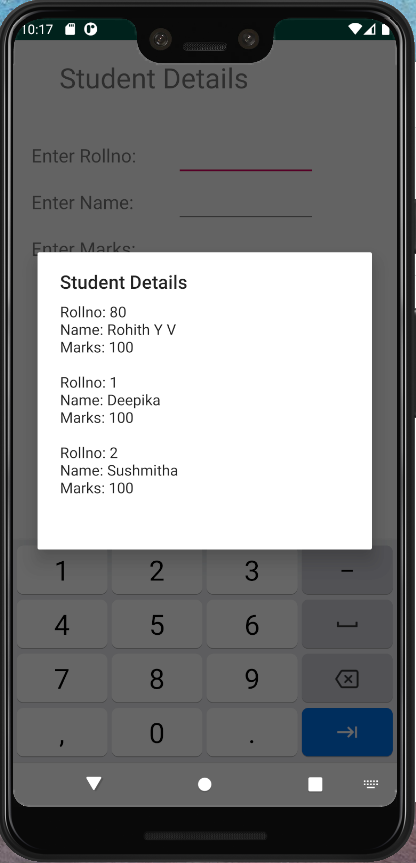 10:17
Student Details
Enter Rollno:
Enter Name:
Enter Marks:
Student Details
Rollno: 80
Name: Rohith Y V
Marks: 100
Rollno: 1
Name: Deepika
Marks: 100
Rollno: 2
Name: Sushmitha
Marks: 100
1 2 3 –
4 5 6
7 8 9
, 0 .